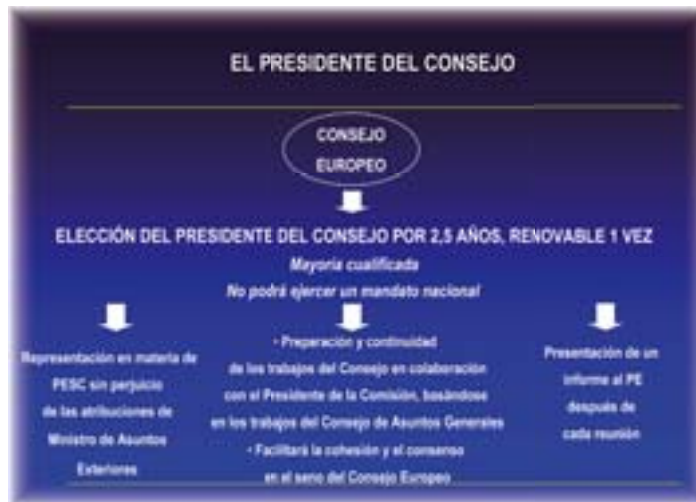 EL PRESIDENTE DEL CONSEJO
CONSEJO
EUROPEO
ELECCIÓN DEL PRESIDENTE DEL CONSEJO POR 2,5 AÑOS, RENOVABLE 1 VEZ
Mayoría cualificada
No podrá ejercer un mandato nacional
Representación en materia de
PESC sin perjuicio
de las atribuciones de
Ministro de Asuntos
Exteriores
• Preparación y continuidad
de los trabajos del Consejo en colaboración
con el Presidente de la Comisión, basándose
en los trabajos del Consejo de Asuntos Generales
• Facilitará la cohesión y el consenso
en el seno del Consejo Europeo
Presentación de un
informe al PE
después de
cada reunión